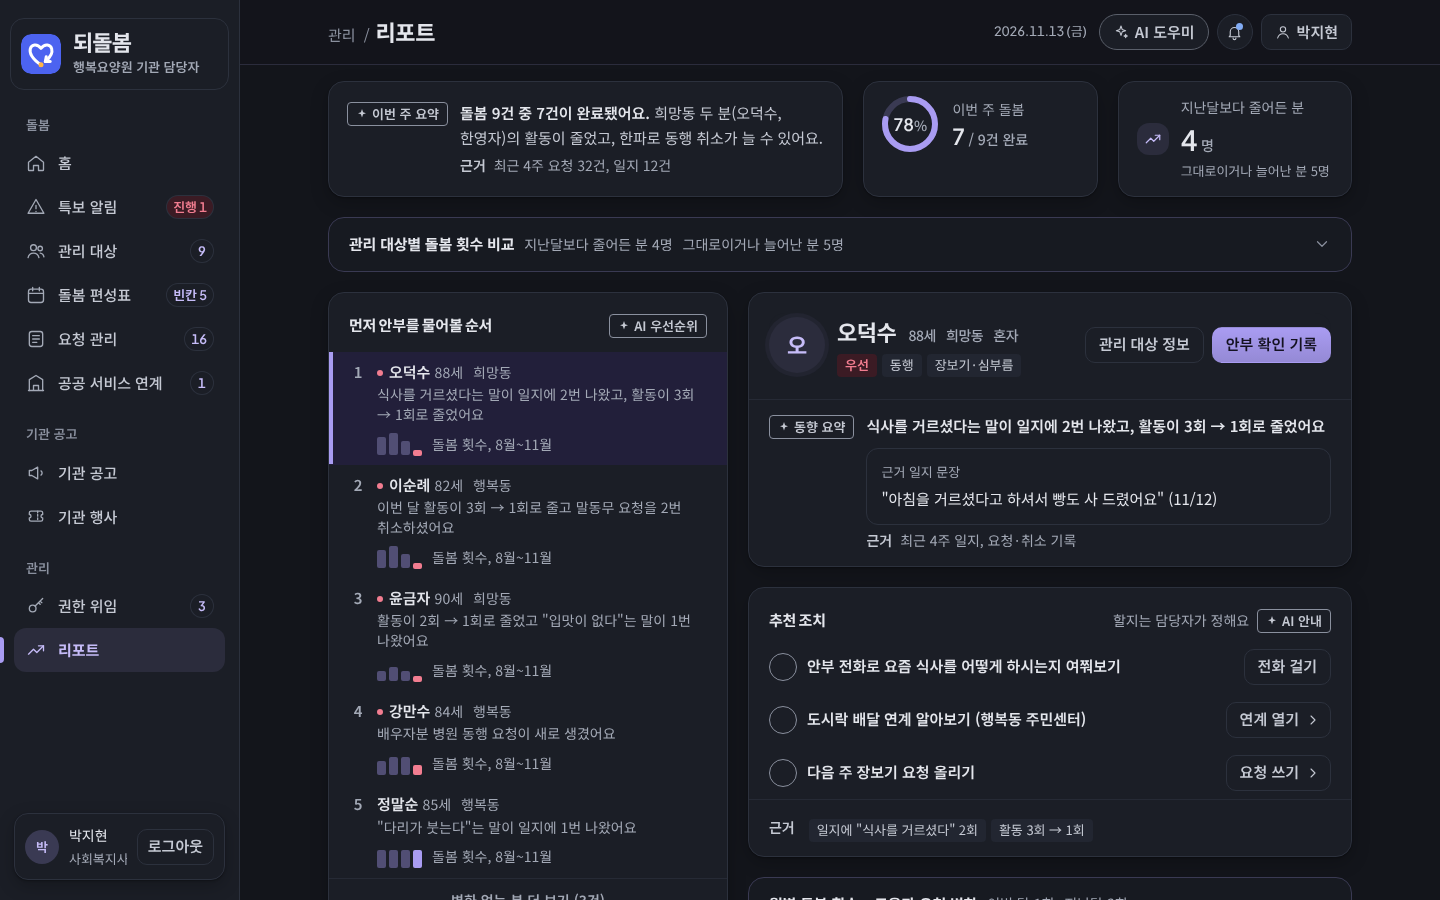 되돌봄
행복요양원 기관 담당자
돌봄
홈
특보 알림 진행 1
관리 대상 9
돌봄 편성표 빈칸 5
요청 관리 16
공공 서비스 연계 1
기관 공고
기관 공고
기관 행사
관리
권한 위임 3
리포트
박 박지현
사회복지사
로그아웃
관리 / 리포트
2026.11.13(금) AI 도우미 박지현
이번 주 요약 돌봄 9건 중 7건이 완료됐어요. 희망동 두 분(오덕수,
한영자)의 활동이 줄었고, 한파로 동행 취소가 늘 수 있어요.
근거 최근 4주 요청 32건, 일지 12건
78%
이번 주 돌봄
7 / 9건 완료
지난달보다 줄어든 분
4 명
그대로이거나 늘어난 분 5명
관리 대상별 돌봄 횟수 비교 지난달보다 줄어든 분 4명 그대로이거나 늘어난 분 5명
먼저 안부를 물어볼 순서 AI 우선순위
1 오덕수 88세 희망동
식사를 거르셨다는 말이 일지에 2번 나왔고, 활동이 3회
→ 1회로 줄었어요
돌봄 횟수, 8월~11월
2 이순례 82세 행복동
이번 달 활동이 3회 → 1회로 줄고 말동무 요청을 2번
취소하셨어요
돌봄 횟수, 8월~11월
3 윤금자 90세 희망동
활동이 2회 → 1회로 줄었고 "입맛이 없다"는 말이 1번
나왔어요
돌봄 횟수, 8월~11월
4 강만수 84세 행복동
배우자분 병원 동행 요청이 새로 생겼어요
돌봄 횟수, 8월~11월
5 정말순 85세 행복동
"다리가 붓는다"는 말이 일지에 1번 나왔어요
돌봄 횟수, 8월~11월
오 오덕수 88세 희망동 혼자
우선 동행 장보기·심부름
관리 대상 정보 안부 확인 기록
동향 요약 식사를 거르셨다는 말이 일지에 2번 나왔고, 활동이 3회 → 1회로 줄었어요
근거 일지 문장
"아침을 거르셨다고 하셔서 빵도 사 드렸어요" (11/12)
근거 최근 4주 일지, 요청·취소 기록
추천 조치 할지는 담당자가 정해요 AI 안내
안부 전화로 요즘 식사를 어떻게 하시는지 여쭤보기 전화 걸기
도시락 배달 연계 알아보기 (행복동 주민센터) 연계 열기
다음 주 장보기 요청 올리기 요청 쓰기
근거 일지에 "식사를 거르셨다" 2회 활동 3회 → 1회